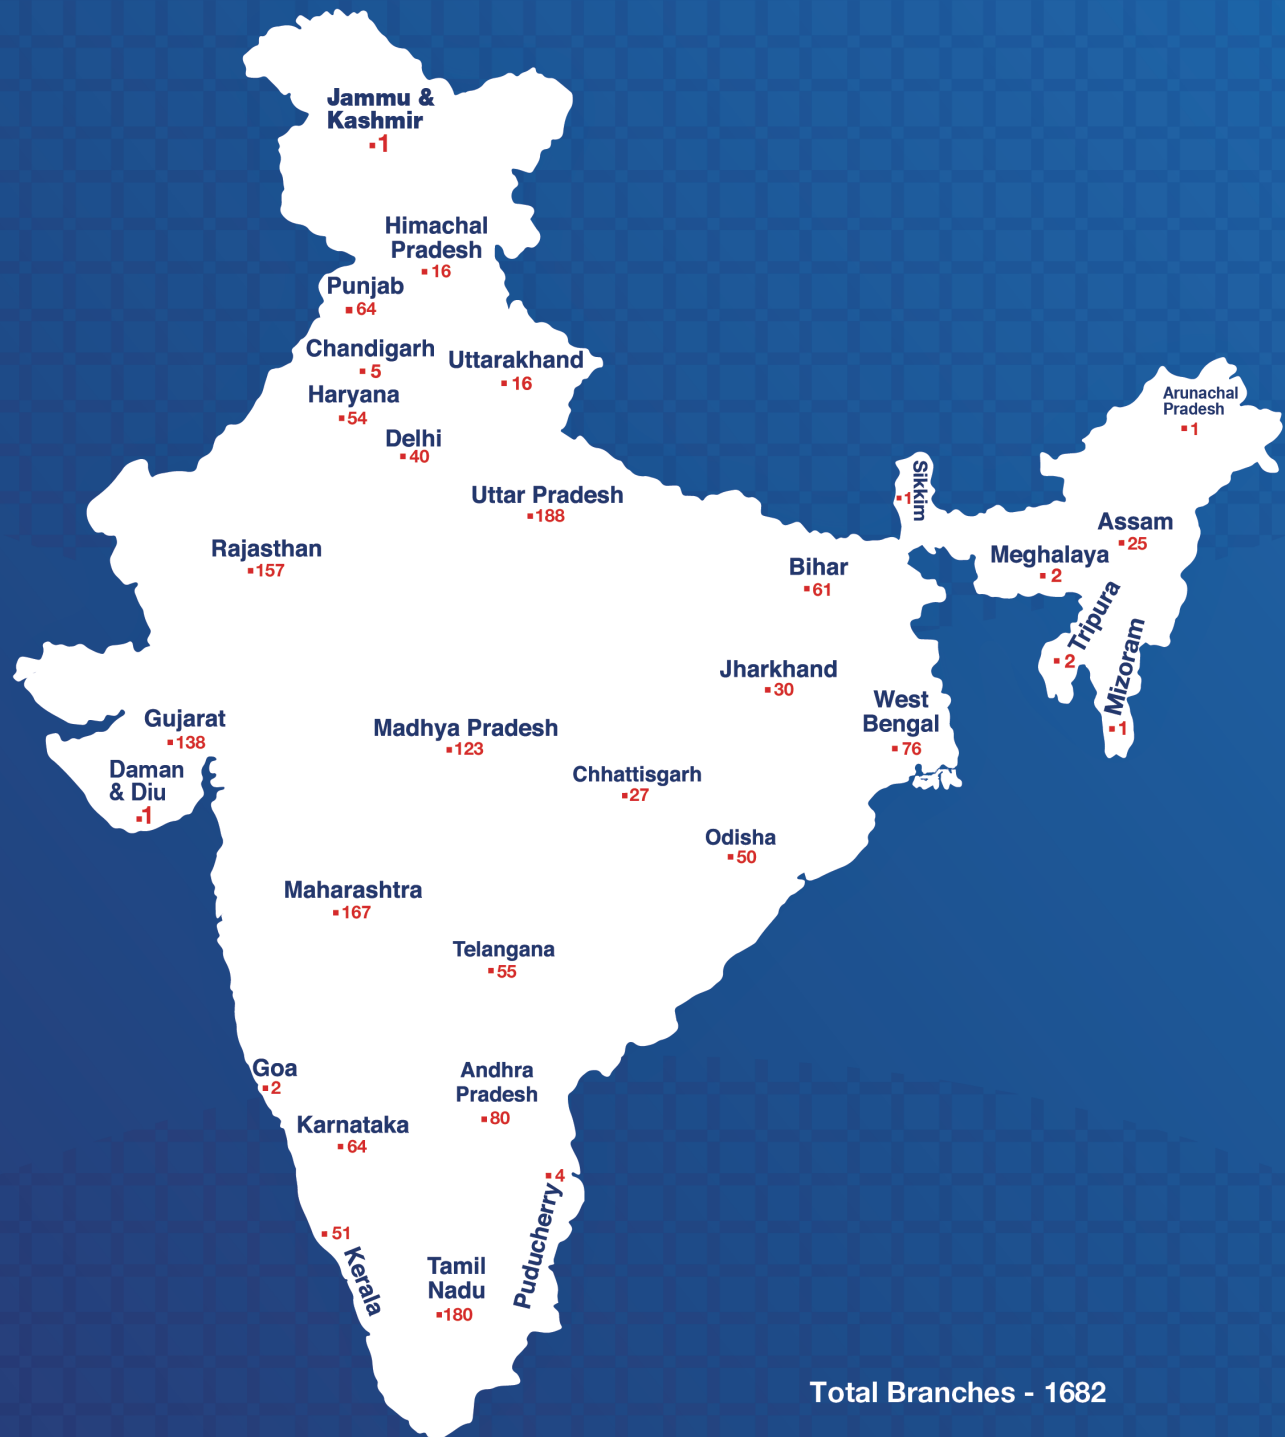 Jammu &
Kashmir
1
Himachal
Pradesh
16
Punjab
64
Chandigarh
5
Uttarakhand
16
Haryana
54
Delhi
40
Arunachal
Pradesh
1
Sikkim
1
Uttar Pradesh
188
Assam
25
Rajasthan
157
Meghalaya
2
Bihar
61
Tripura
2
Mizoram
1
Jharkhand
30
West
Bengal
76
Gujarat
138
Madhya Pradesh
123
Daman
& Diu
1
Chhattisgarh
27
Odisha
50
Maharashtra
167
Telangana
55
Goa
2
Andhra
Pradesh
80
Karnataka
64
4
Puducherry
51
Kerala
Tamil
Nadu
180
Total Branches - 1682